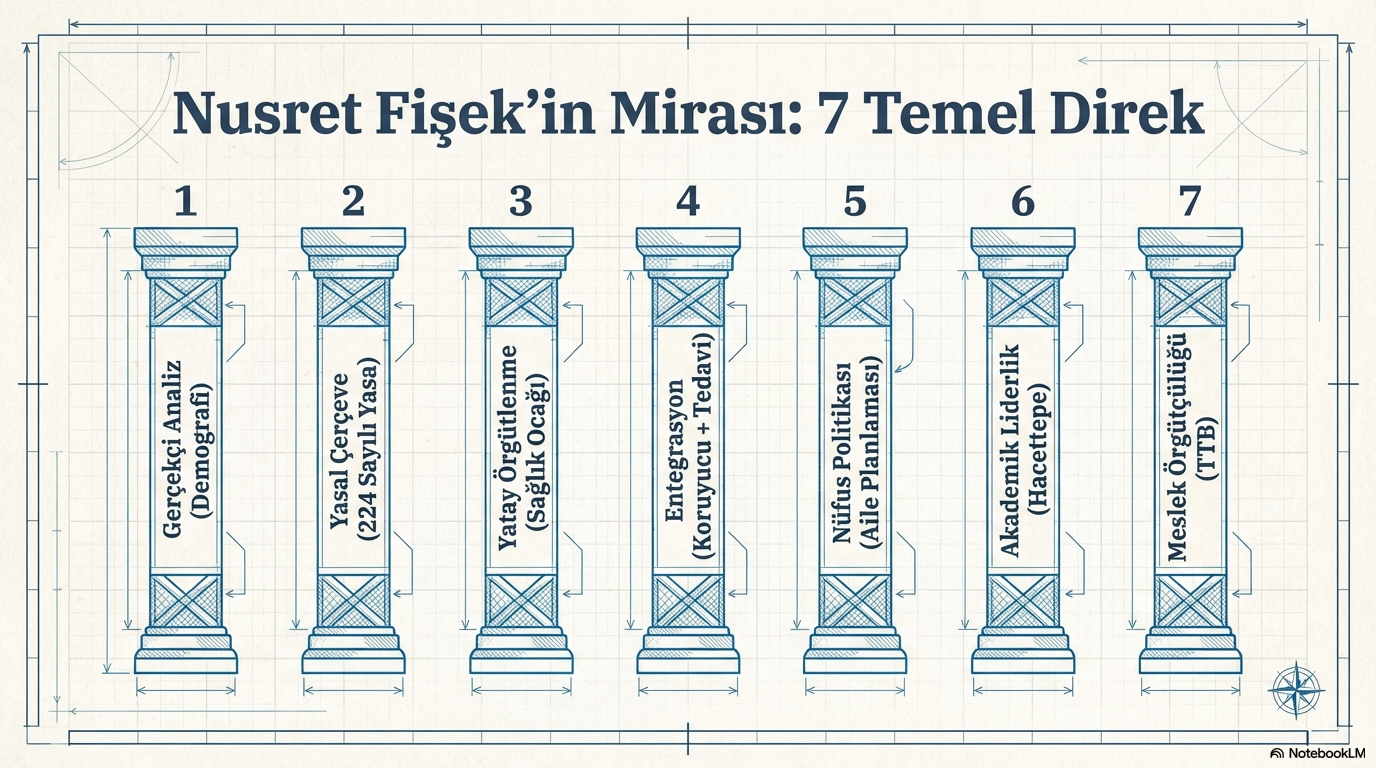 Nusret Fişek’in Mirası: 7 Temel Direk
1
Gerçekçi Analiz
(Demografi)
2
Yasal Çerçeve
(224 Sayılı Yasa)
3
Yatay Örgütlenme
(Sağlık Ocağı)
4
Entegrasyon
(Koruyucu + Tedavi)
5
Nüfus Politikası
(Aile Planlaması)
6
Akademik Liderlik
(Hacettepe)
7
Meslek Örgütçülüğü
(TTB)
NotebookLM